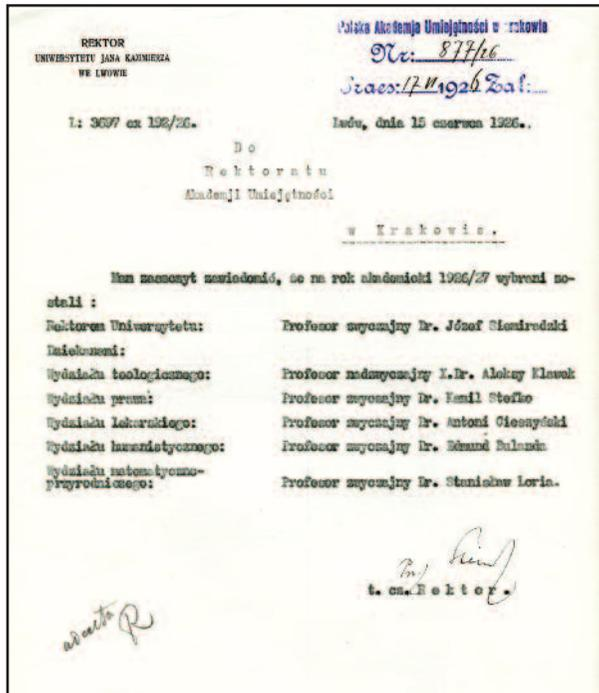 REKTOR
UNIWERSYTETU JANA KAZIMIERZA
WE LWOWIE
Polska Akademja Umiejętności w Krakowie
Nr: 877/26
Praes: 17 VI 1926 Zał:
L: 3697 ex 192/26.
Lwów, dnia 15 czerwca 1926..
Do
Rektoratu
Akademji Umiejętności
w Krakowie.
Mam zaszczyt zawiadomić, że na rok akademicki 1926/27 wybrani zo-
stali :
Rektorem Uniwersytetu: Profesor zwyczajny Dr. Józef Siemiradzki
Dziekanami:
Wydziału teologicznego: Profesor nadzwyczajny X.Dr. Aleksy Klawek
Wydziału prawa: Profesor zwyczajny Dr. Kamil Stefko
Wydziału lekarskiego: Profesor zwyczajny Dr. Antoni Cieszyński
Wydziału humanistycznego: Profesor zwyczajny Dr. Edmund Bulanda
Wydziału matematyczno-
przyrodniczego: Profesor zwyczajny Dr. Stanisław Loria.
t. cz. Rektor.
ad acta